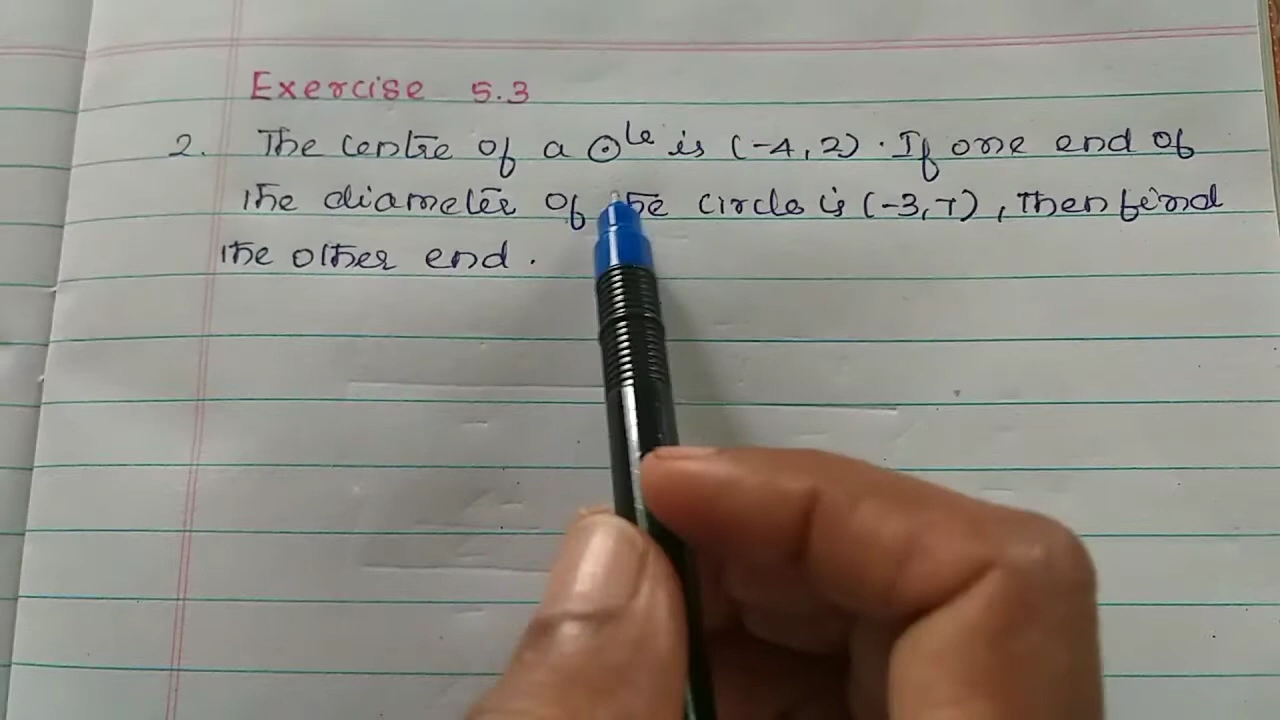 Exercise 5.3
2. The centre of a ⊙le is (-4,2). If one end of
the diameter of the circle is (-3,7), then find
the other end.